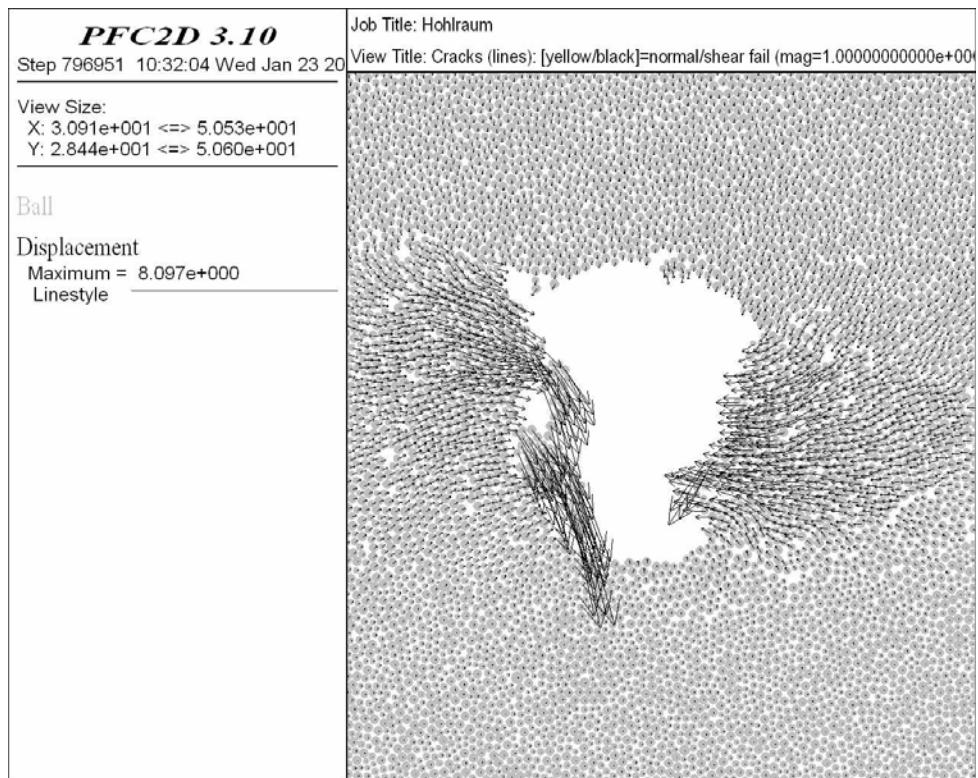 PFC2D 3.10
Step 796951 10:32:04 Wed Jan 23 20
View Size:
X: 3.091e+001 <=> 5.053e+001
Y: 2.844e+001 <=> 5.060e+001
Ball
Displacement
Maximum = 8.097e+000
Linestyle
Job Title: Hohlraum
View Title: Cracks (lines): [yellow/black]=normal/shear fail (mag=1.00000000000e+00